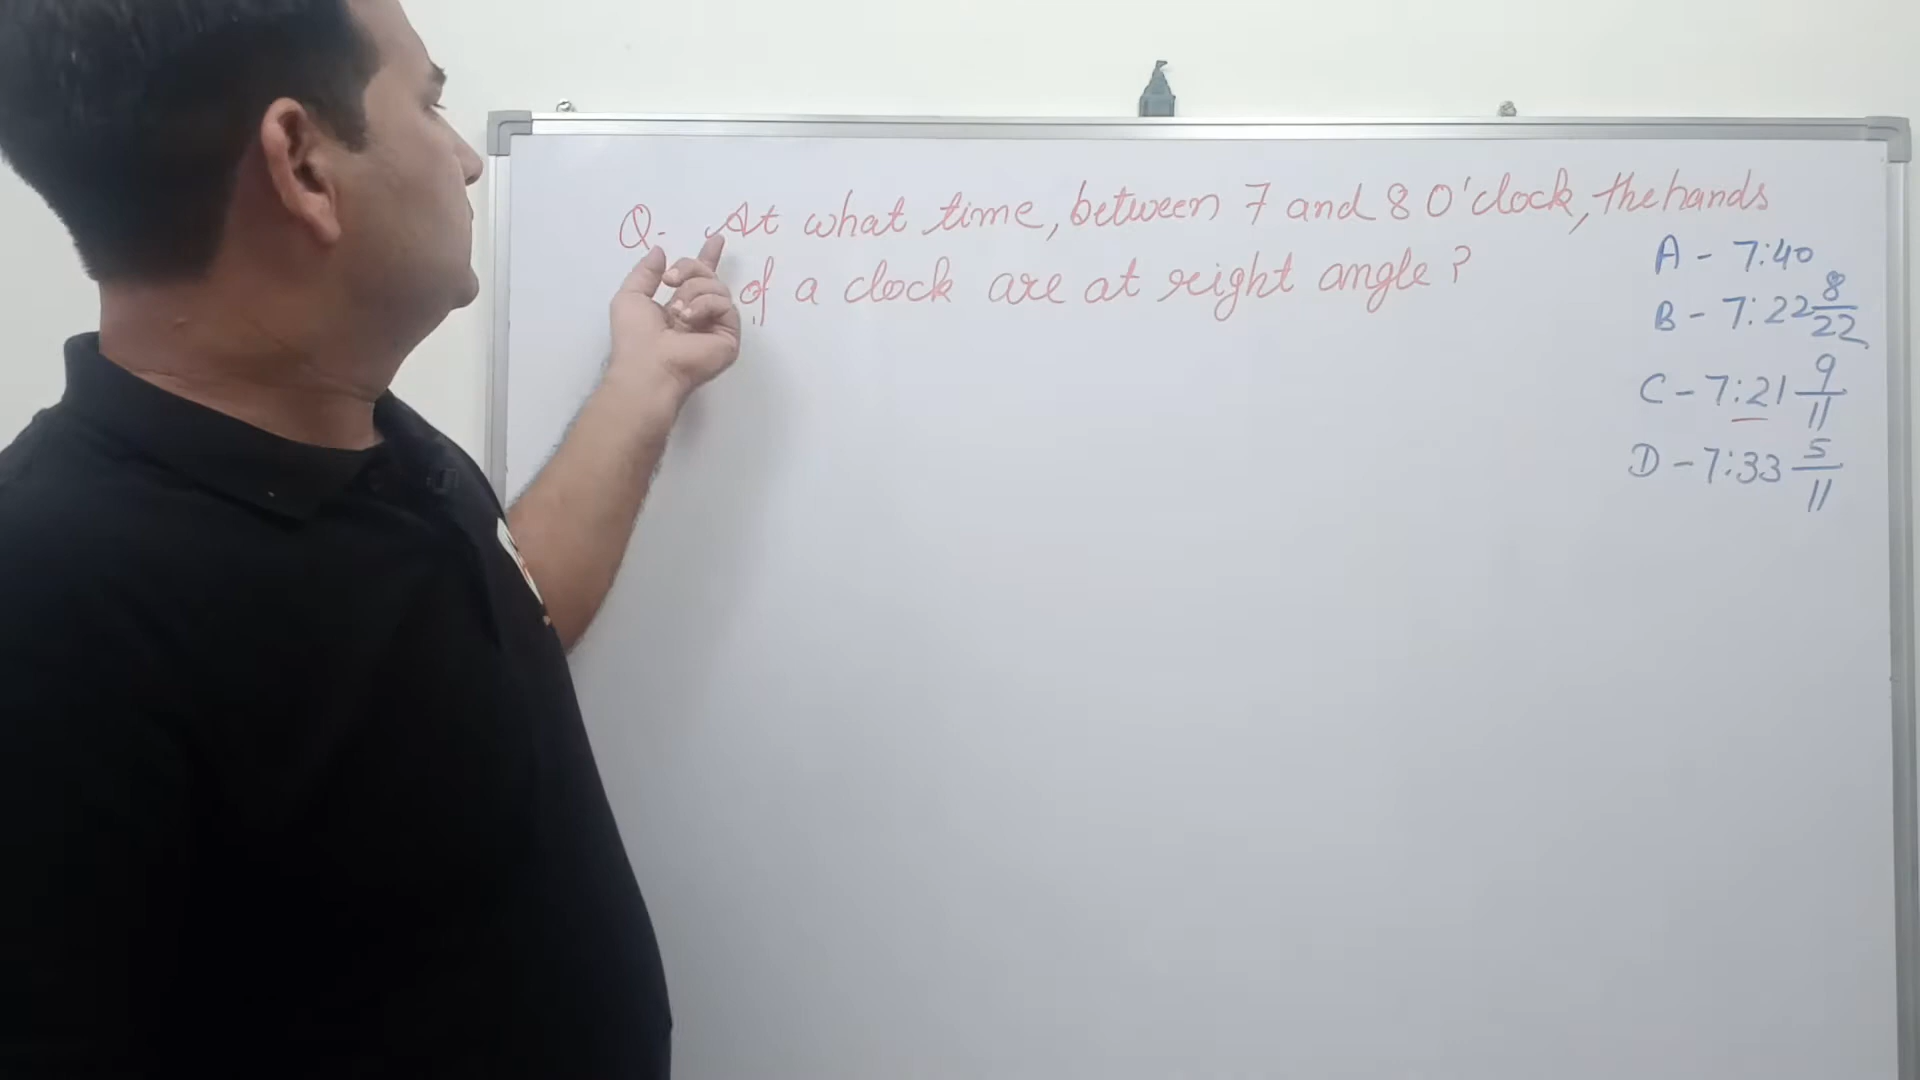 Q- At what time, between 7 and 8 O'clock, the hands
of a clock are at right angle ?
A - 7:40
B - 7:22 8/22
C - 7:21 9/11
D - 7:33 5/11